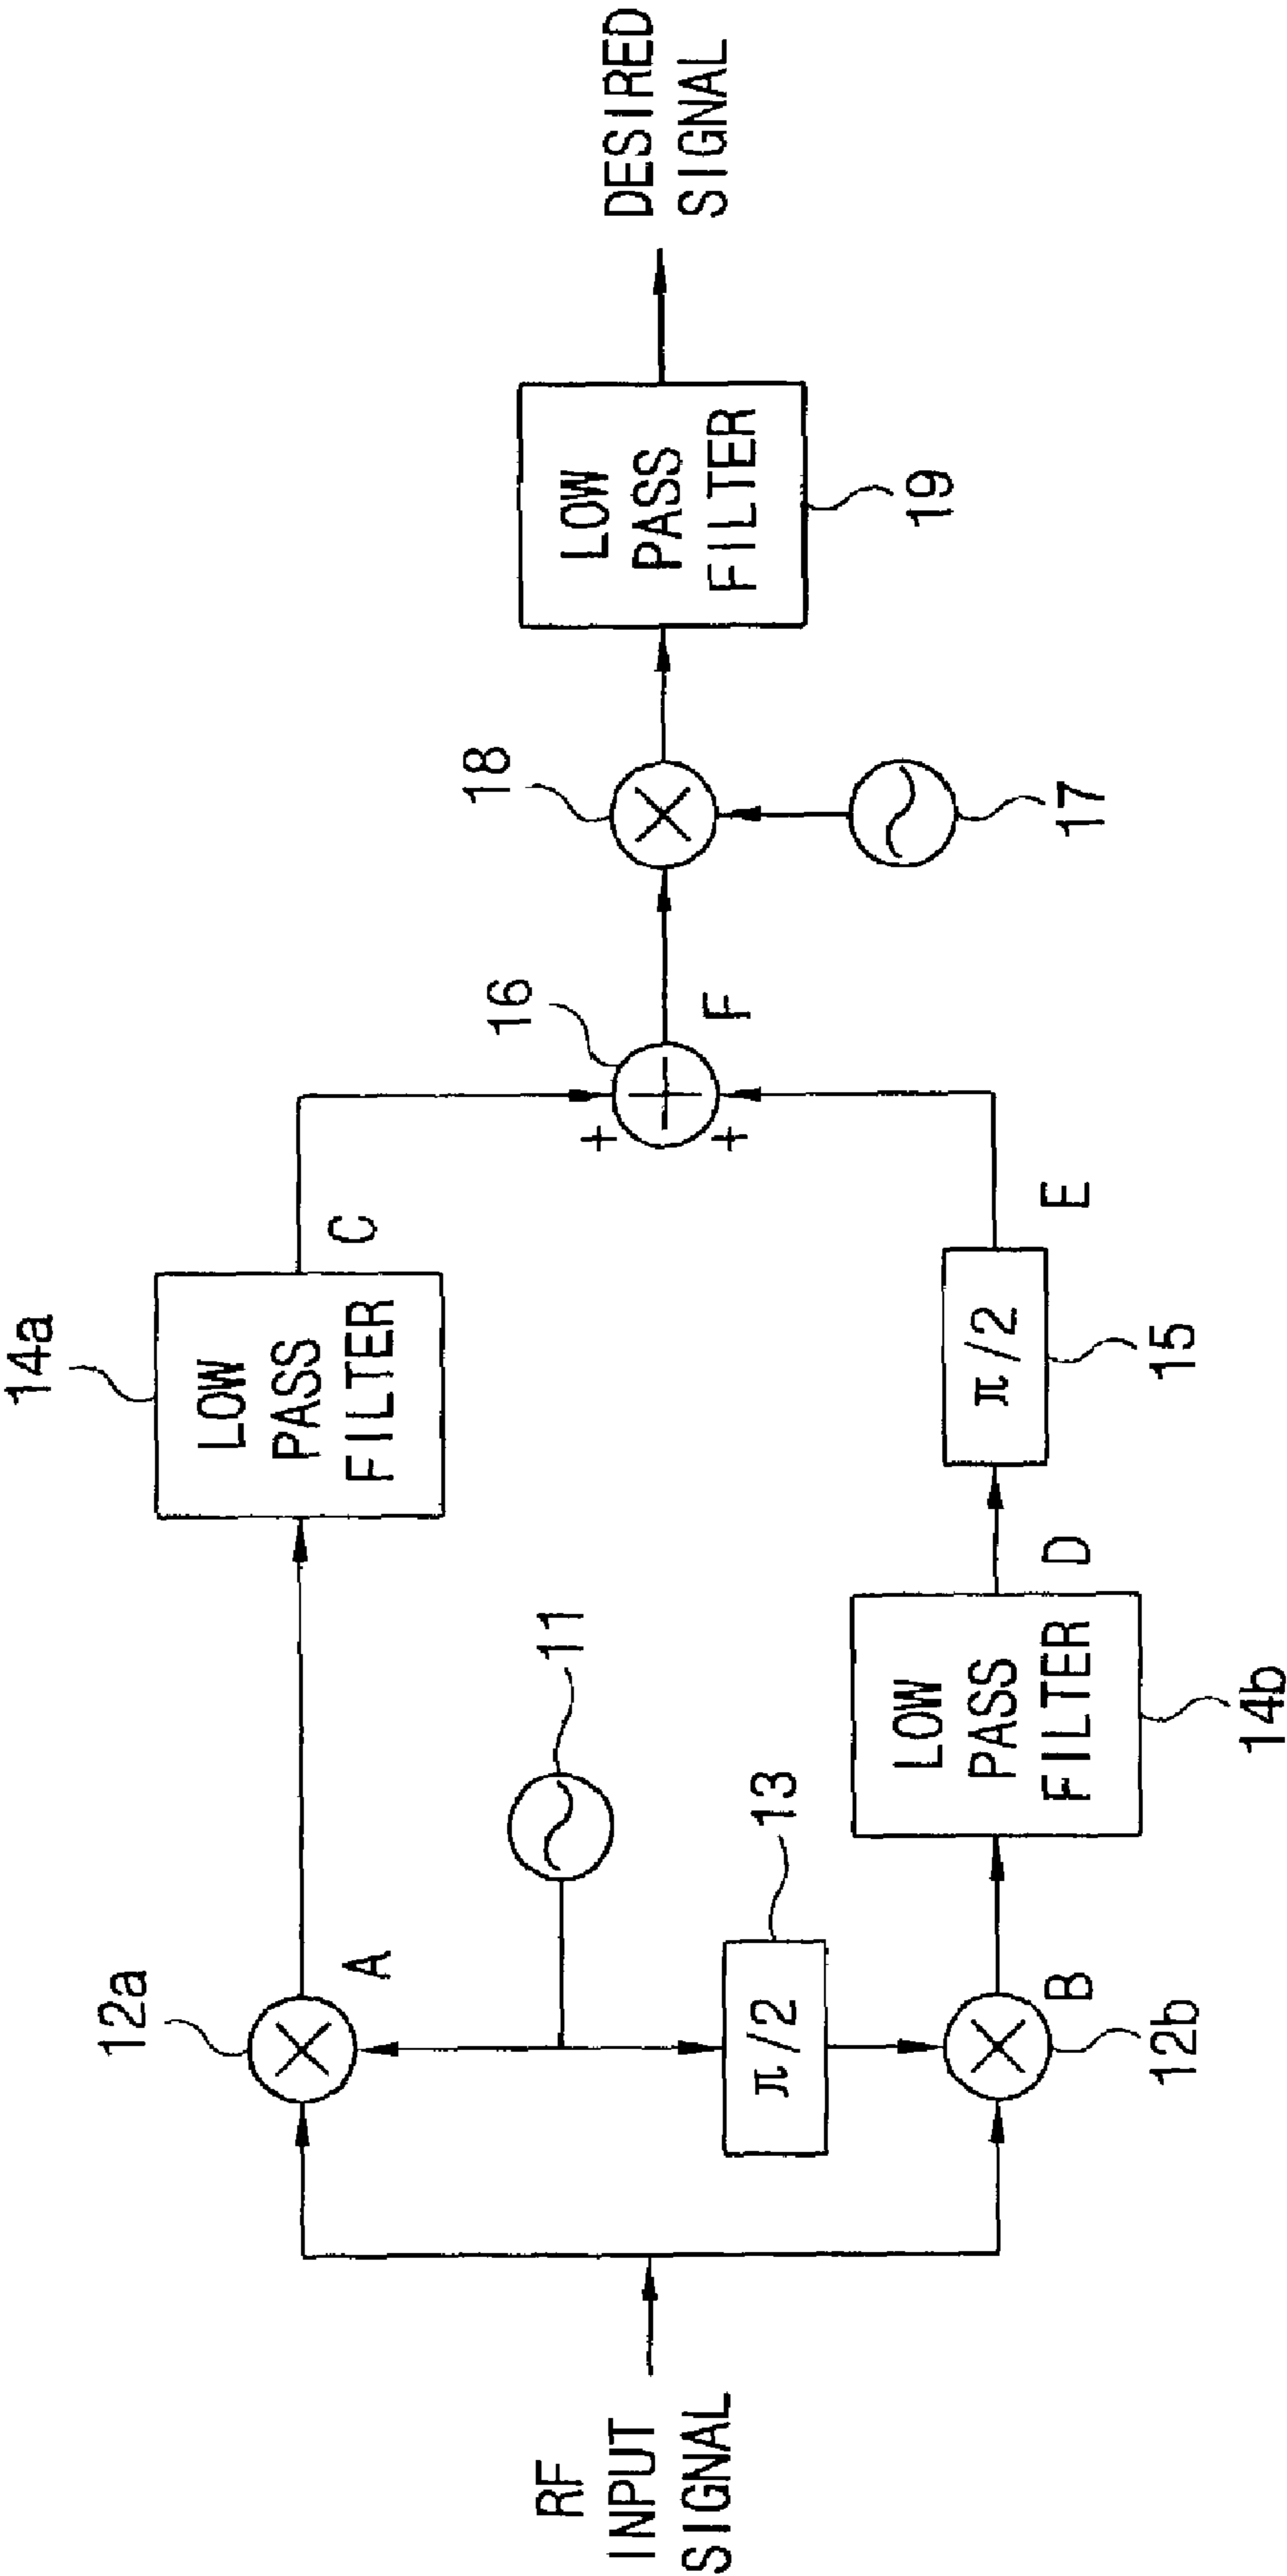 RF
INPUT
SIGNAL
12a
A
11
13
π/2
B
12b
14a
LOW
PASS
FILTER
C
LOW
PASS
FILTER
14b
D
π/2
15
E
16
+
+
F
18
17
LOW
PASS
FILTER
19
DESIRED
SIGNAL